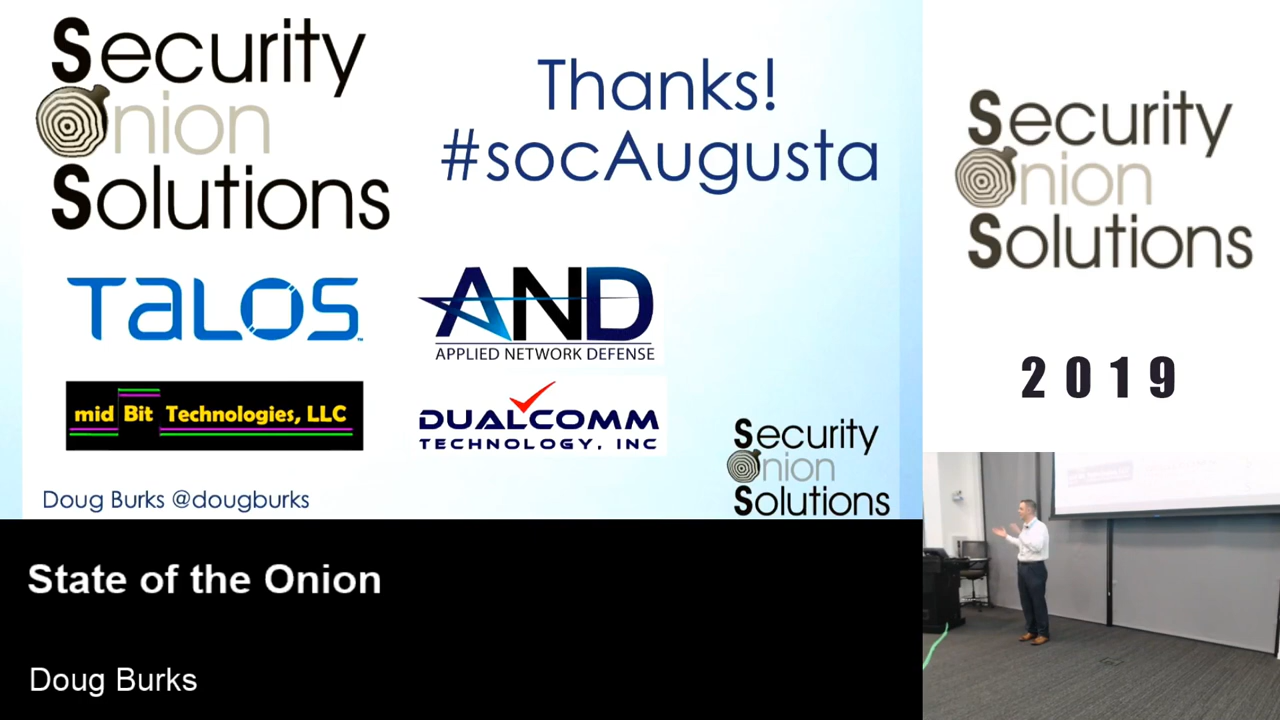 Security
Onion
Solutions
Thanks!
#socAugusta
TALOS
AND
APPLIED NETWORK DEFENSE
mid Bit Technologies, LLC
DUALCOMM
TECHNOLOGY, INC
Doug Burks @dougburks
Security
Onion
Solutions
State of the Onion
Doug Burks
Security
Onion
Solutions
2019